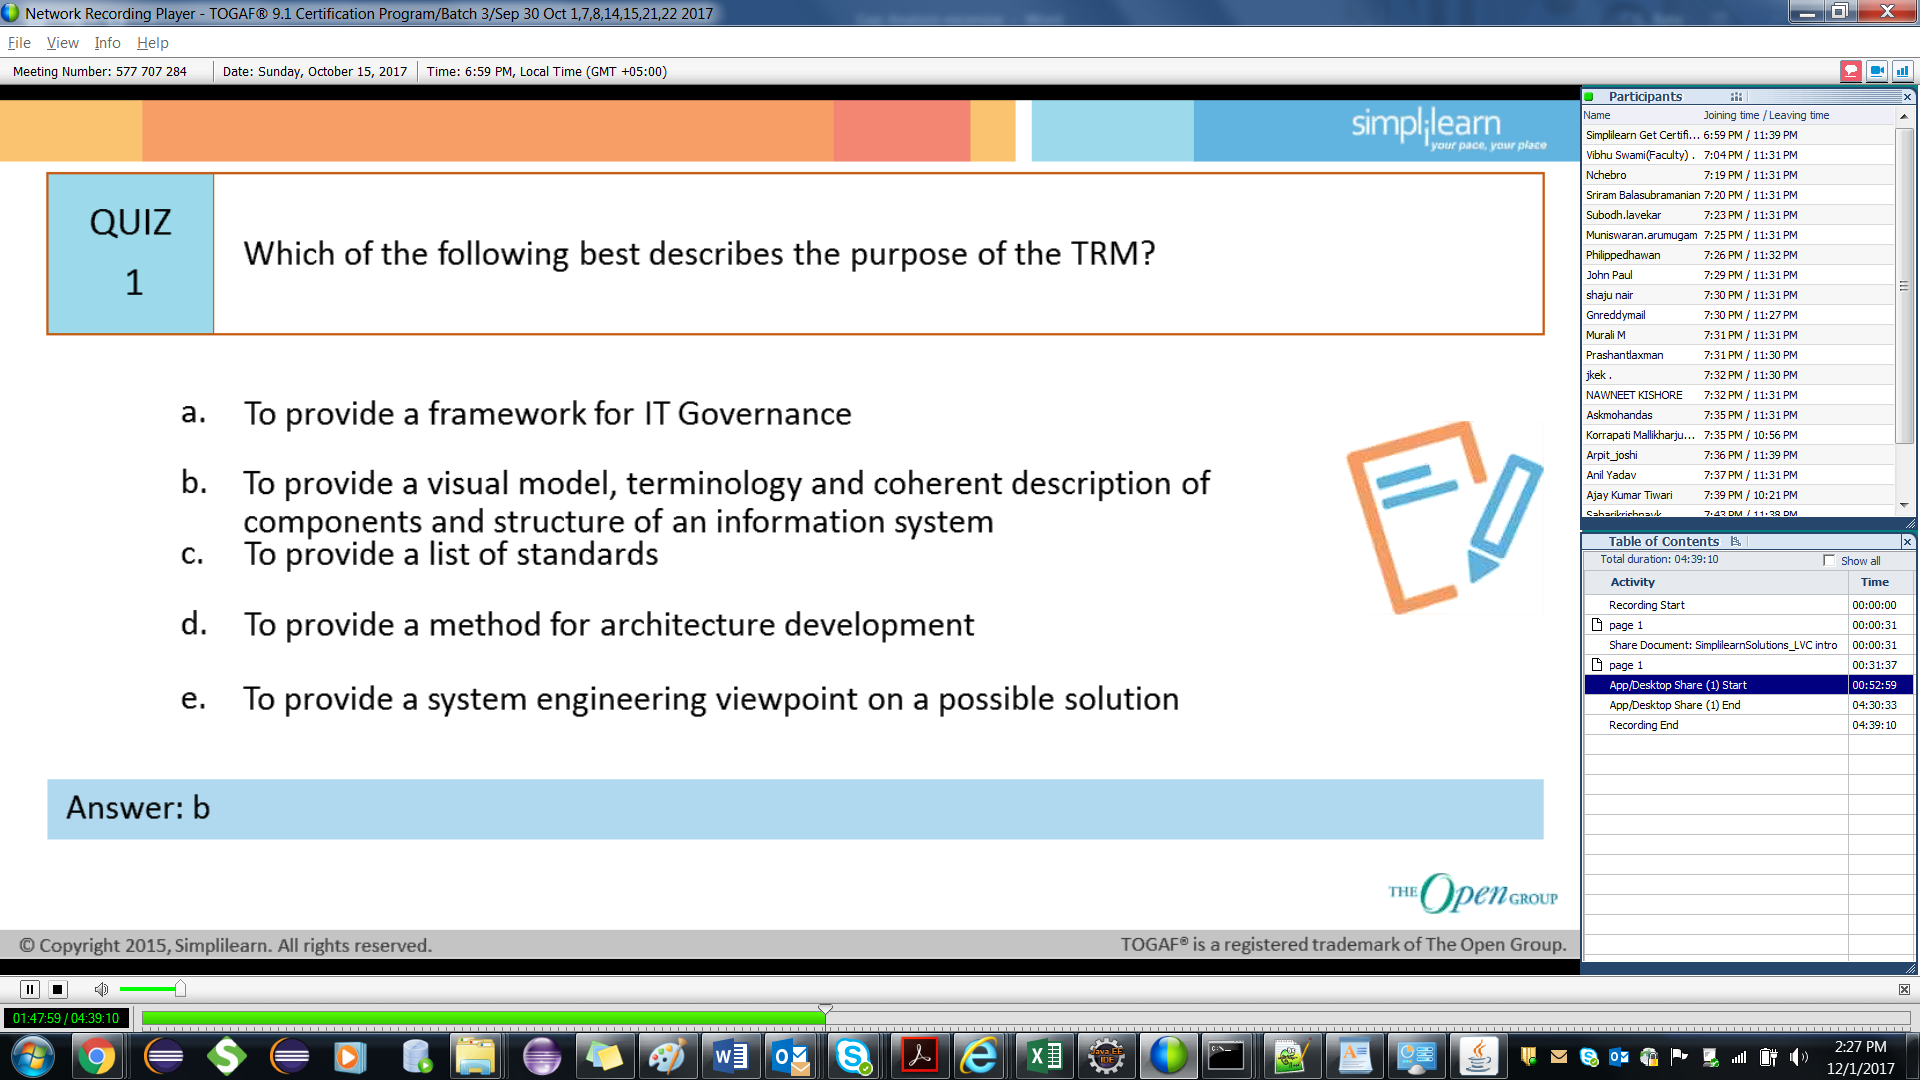 Network Recording Player - TOGAF® 9.1 Certification Program/Batch 3/Sep 30 Oct 1,7,8,14,15,21,22 2017
File View Info Help
Meeting Number: 577 707 284 Date: Sunday, October 15, 2017 Time: 6:59 PM, Local Time (GMT +05:00)
simplilearn
your pace, your place
QUIZ
1
Which of the following best describes the purpose of the TRM?
a. To provide a framework for IT Governance
b. To provide a visual model, terminology and coherent description of
components and structure of an information system
c. To provide a list of standards
d. To provide a method for architecture development
e. To provide a system engineering viewpoint on a possible solution
Answer: b
THE Open GROUP
© Copyright 2015, Simplilearn. All rights reserved.
TOGAF® is a registered trademark of The Open Group.
Participants
Name Joining time / Leaving time
Simplilearn Get Certifi... 6:59 PM / 11:39 PM
Vibhu Swami(Faculty) . 7:04 PM / 11:31 PM
Nchebro 7:19 PM / 11:31 PM
Sriram Balasubramanian 7:20 PM / 11:31 PM
Subodh.lavekar 7:23 PM / 11:31 PM
Muniswaran.arumugam 7:25 PM / 11:31 PM
Philippedhawan 7:26 PM / 11:32 PM
John Paul 7:29 PM / 11:31 PM
shaju nair 7:30 PM / 11:31 PM
Gnreddymail 7:30 PM / 11:27 PM
Murali M 7:31 PM / 11:31 PM
Prashantlaxman 7:31 PM / 11:30 PM
jkek . 7:32 PM / 11:30 PM
NAWNEET KISHORE 7:32 PM / 11:31 PM
Askmohandas 7:35 PM / 11:31 PM
Korrapati Mallikharju... 7:35 PM / 10:56 PM
Arpit_joshi 7:36 PM / 11:39 PM
Anil Yadav 7:37 PM / 11:31 PM
Ajay Kumar Tiwari 7:39 PM / 10:21 PM
Sabarikrishnavk 7:43 PM / 11:38 PM
Table of Contents
Total duration: 04:39:10 Show all
Activity Time
Recording Start 00:00:00
page 1 00:00:31
Share Document: SimplilearnSolutions_LVC intro 00:00:31
page 1 00:31:37
App/Desktop Share (1) Start 00:52:59
App/Desktop Share (1) End 04:30:33
Recording End 04:39:10
01:47:59 / 04:39:10
2:27 PM
12/1/2017